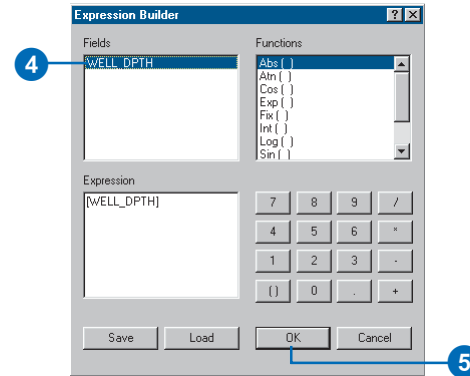 Expression Builder
? ×
Fields
Functions
4
WELL_DPTH
Abs ( )
Atn ( )
Cos ( )
Exp ( )
Fix ( )
Int ( )
Log ( )
Sin ( )
Expression
[WELL_DPTH]
7 8 9 /
4 5 6 *
1 2 3 -
( ) 0 . +
Save Load OK Cancel
5